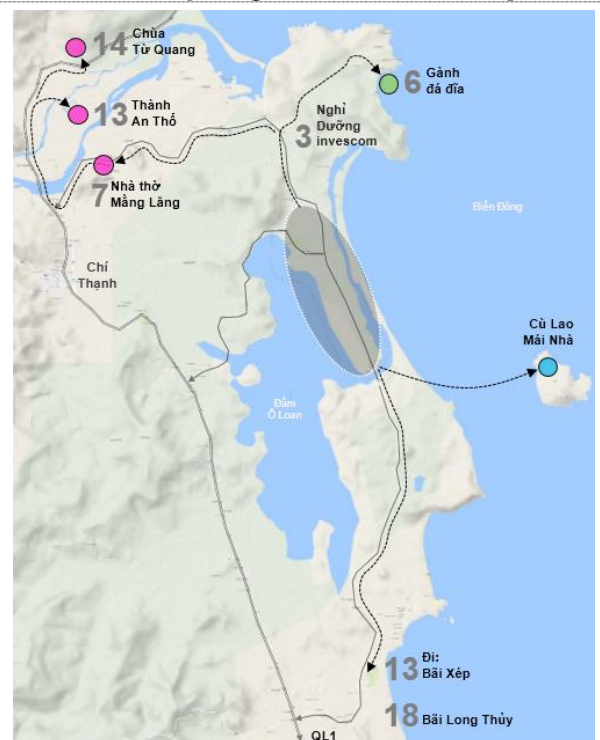 14 Chùa
Từ Quang
6 Gành
đá đĩa
13 Thành
An Thổ
3 Nghỉ
Dưỡng
invescom
7 Nhà thờ
Mằng Lăng
Biển Đông
Chí
Thạnh
Cù Lao
Mái Nhà
Đầm
Ô Loan
13 Đi:
Bãi Xép
18 Bãi Long Thủy
QL1